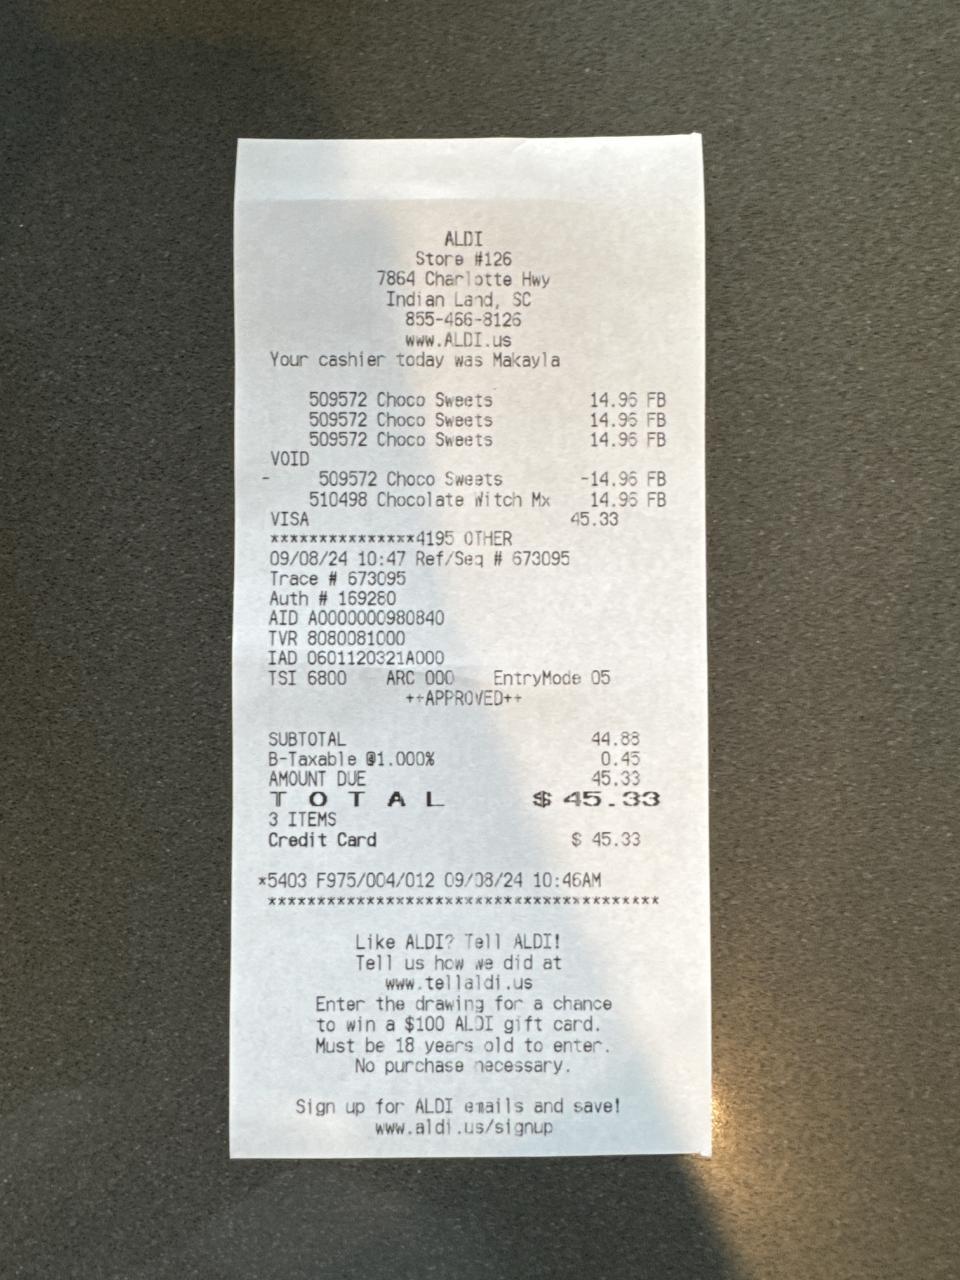 ALDI
Store #126
7864 Charlotte Hwy
Indian Land, SC
855-466-8126
www.ALDI.us
Your cashier today was Makayla
509572 Choco Sweets 14.96 FB
509572 Choco Sweets 14.96 FB
509572 Choco Sweets 14.96 FB
VOID
- 509572 Choco Sweets -14.96 FB
510498 Chocolate Witch Mx 14.96 FB
VISA 45.33
***************4195 OTHER
09/08/24 10:47 Ref/Seq # 673095
Trace # 673095
Auth # 169280
AID A0000000980840
TVR 8080081000
IAD 0601120321A000
TSI 6800 ARC 000 EntryMode 05
++APPROVED++
SUBTOTAL 44.88
B-Taxable @1.000% 0.45
AMOUNT DUE 45.33
TOTAL $ 45.33
3 ITEMS
Credit Card $ 45.33
*5403 F975/004/012 09/08/24 10:46AM
****************************************
Like ALDI? Tell ALDI!
Tell us how we did at
www.tellaldi.us
Enter the drawing for a chance
to win a $100 ALDI gift card.
Must be 18 years old to enter.
No purchase necessary.
Sign up for ALDI emails and save!
www.aldi.us/signup